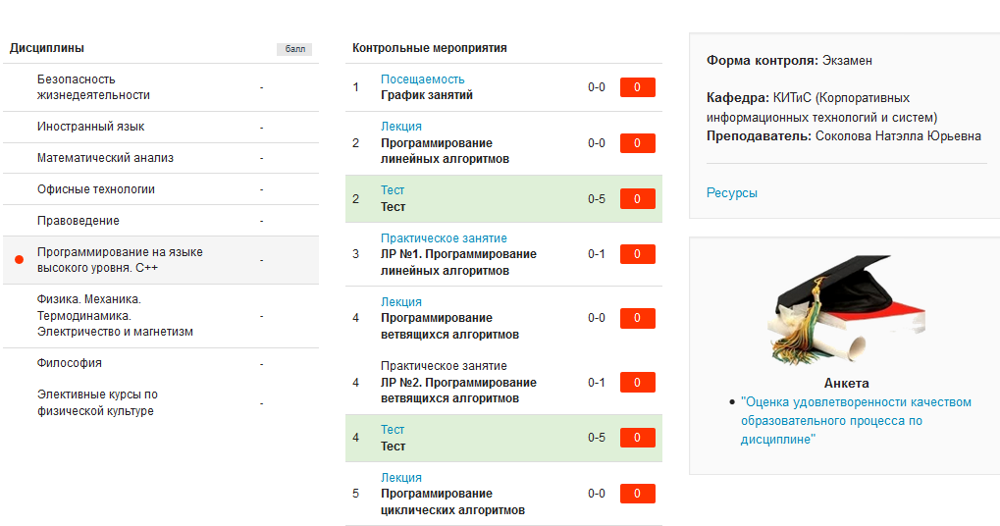 Дисциплины
балл
Безопасность
жизнедеятельности
-
Иностранный язык
-
Математический анализ
-
Офисные технологии
-
Правоведение
-
Программирование на языке
высокого уровня. С++
-
Физика. Механика.
Термодинамика.
Электричество и магнетизм
-
Философия
-
Элективные курсы по
физической культуре
-
Контрольные мероприятия
1
Посещаемость
График занятий
0-0
0
2
Лекция
Программирование
линейных алгоритмов
0-0
0
2
Тест
Тест
0-5
0
3
Практическое занятие
ЛР №1. Программирование
линейных алгоритмов
0-1
0
4
Лекция
Программирование
ветвящихся алгоритмов
0-0
0
4
Практическое занятие
ЛР №2. Программирование
ветвящихся алгоритмов
0-1
0
4
Тест
Тест
0-5
0
5
Лекция
Программирование
циклических алгоритмов
0-0
0
Форма контроля: Экзамен
Кафедра: КИТиС (Корпоративных
информационных технологий и систем)
Преподаватель: Соколова Натэлла Юрьевна
Ресурсы
Анкета
"Оценка удовлетворенности качеством
образовательного процесса по
дисциплине"